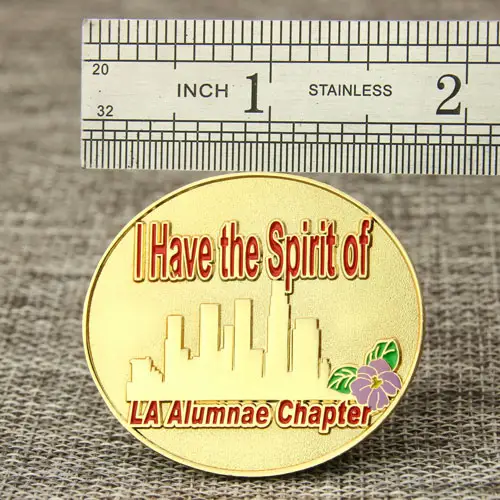 20 INCH 1 STAINLESS 2
32
I Have the Spirit of
LA Alumnae Chapter